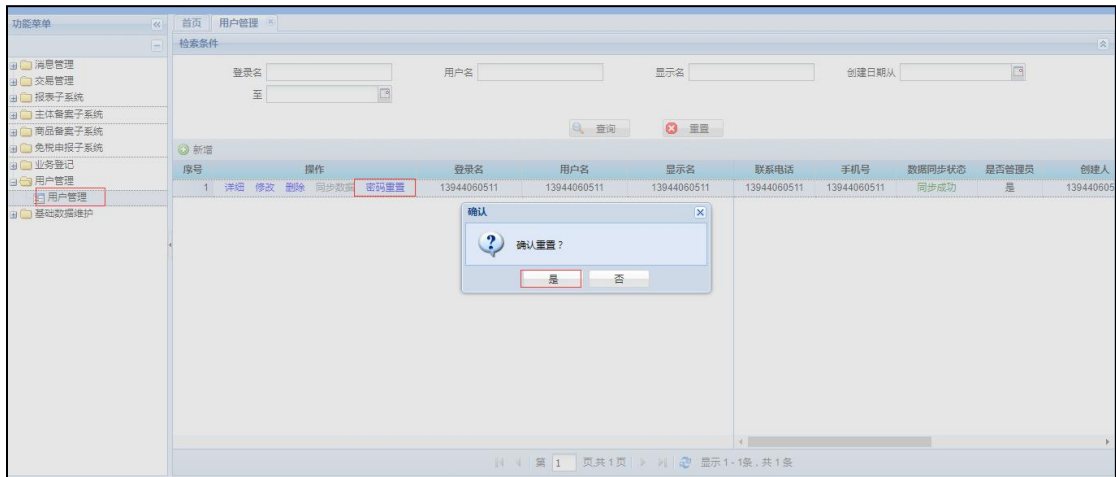 功能菜单
首页 用户管理
检索条件
消息管理
交易管理
报表子系统
主体备案子系统
商品备案子系统
免税申报子系统
业务登记
用户管理
用户管理
基础数据维护
登录名 用户名 显示名 创建日期从
至
查询 重置
新增
序号 操作 登录名 用户名 显示名 联系电话 手机号 数据同步状态 是否管理员 创建人
1 详细 修改 删除 同步数据 密码重置 13944060511 13944060511 13944060511 13944060511 13944060511 同步成功 是 139440605
确认
确认重置？
是 否
第 1 页,共 1 页 显示 1 - 1条，共 1 条